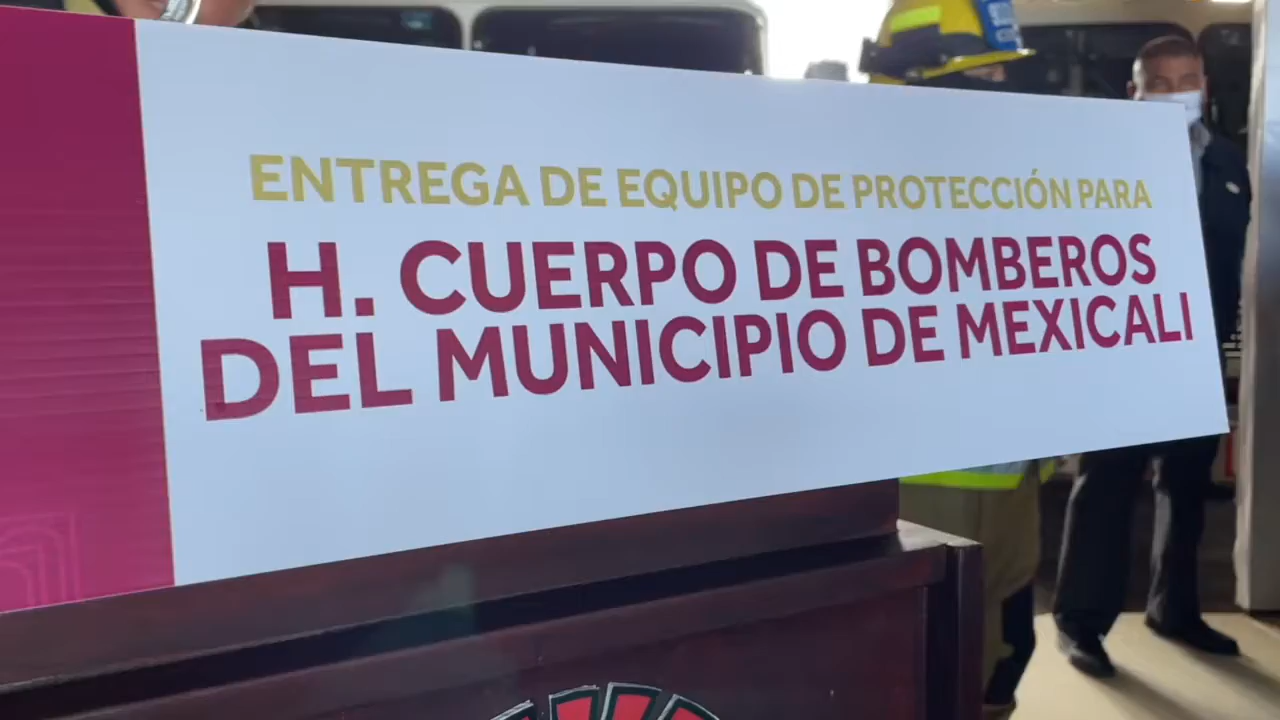 ENTREGA DE EQUIPO DE PROTECCIÓN PARA
H. CUERPO DE BOMBEROS
DEL MUNICIPIO DE MEXICALI